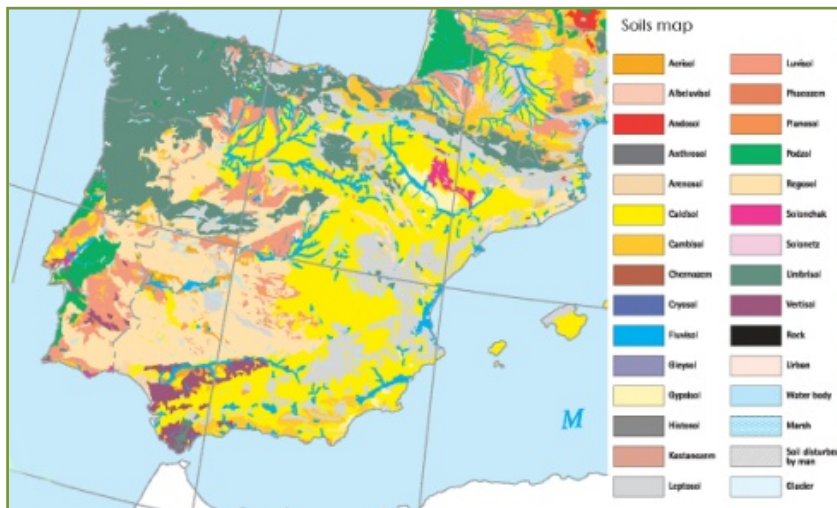 Soils map
Acrisol
Albeluvisol
Andosol
Anthrosol
Arenosol
Calcisol
Cambisol
Chernozem
Cryosol
Fluvisol
Gleysol
Gypsisol
Histosol
Kastanozem
Leptosol
Luvisol
Phaeozem
Planosol
Podzol
Regosol
Solonchak
Solonetz
Umbrisol
Vertisol
Rock
Urban
Water body
Marsh
Soil disturbed
by man
Glacier
M